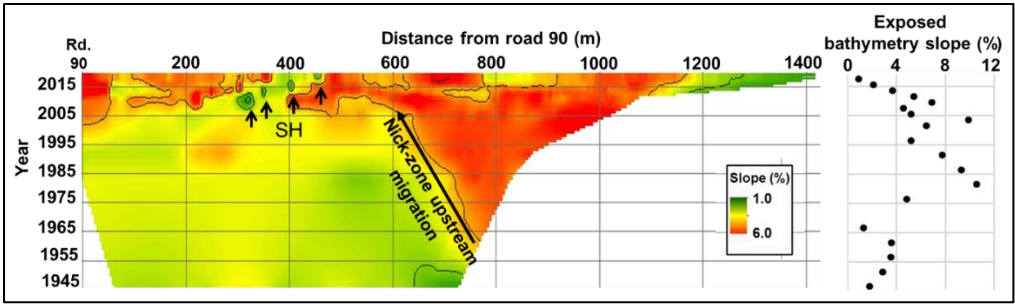 Exposed
bathymetry slope (%)
Rd.
Distance from road 90 (m)
90 200 400 600 800 1000 1200 1400
0 4 8 12
Year
2015
2005
1995
1985
1975
1965
1955
1945
SH
Nick-zone upstream
migration
Slope (%)
1.0
6.0